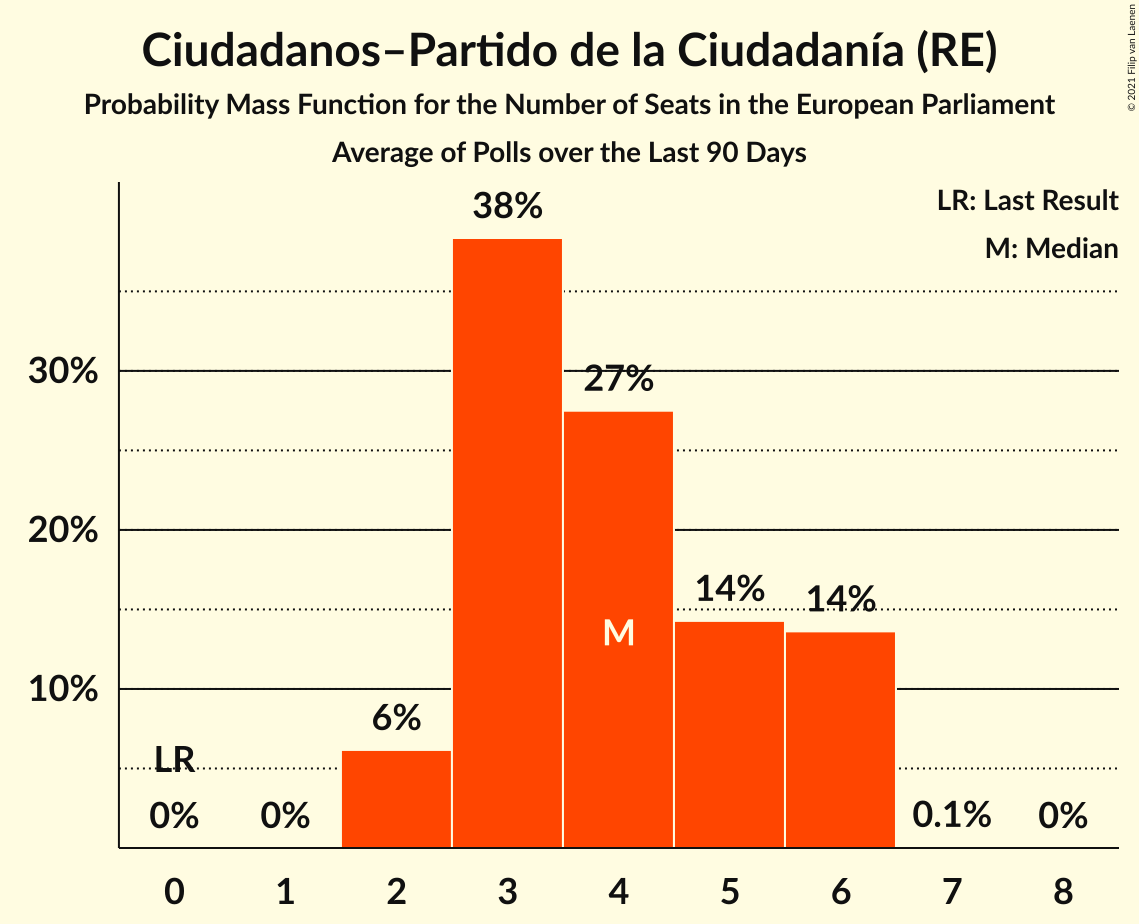 Ciudadanos–Partido de la Ciudadanía (RE)
Probability Mass Function for the Number of Seats in the European Parliament
Average of Polls over the Last 90 Days
© 2021 Filip van Laenen
LR: Last Result
M: Median
38%
30%
27%
20%
14%
14%
M
10%
6%
LR
0%
0%
0.1%
0%
0 1 2 3 4 5 6 7 8